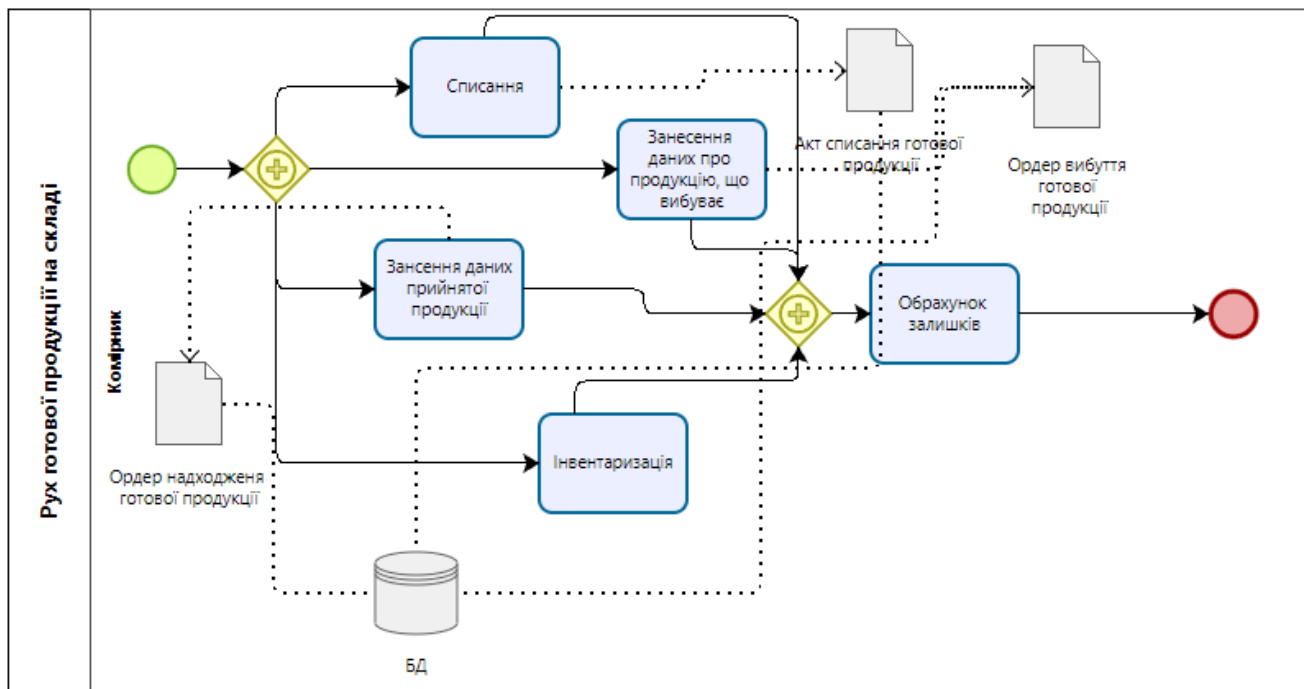 Рух готової продукції на складі
Комірник
Списання
Занесення
даних про
продукцію, що
вибуває
Акт списання готової
продукції
Ордер вибуття
готової
продукції
Зансення даних
прийнятої
продукції
Обрахунок
залишків
Ордер надходженя
готової продукції
Інвентаризація
БД